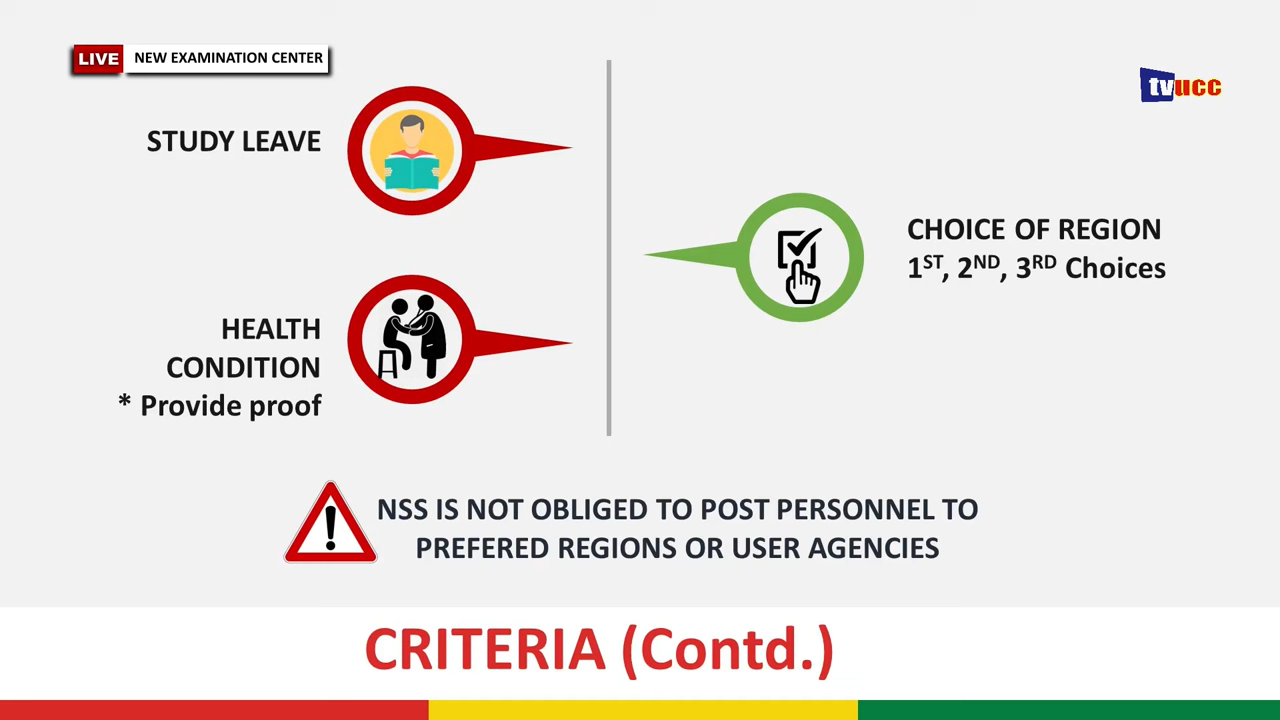 LIVE NEW EXAMINATION CENTER
tvucc
STUDY LEAVE
HEALTH
CONDITION
* Provide proof
CHOICE OF REGION
1ST, 2ND, 3RD Choices
NSS IS NOT OBLIGED TO POST PERSONNEL TO
PREFERED REGIONS OR USER AGENCIES
CRITERIA (Contd.)